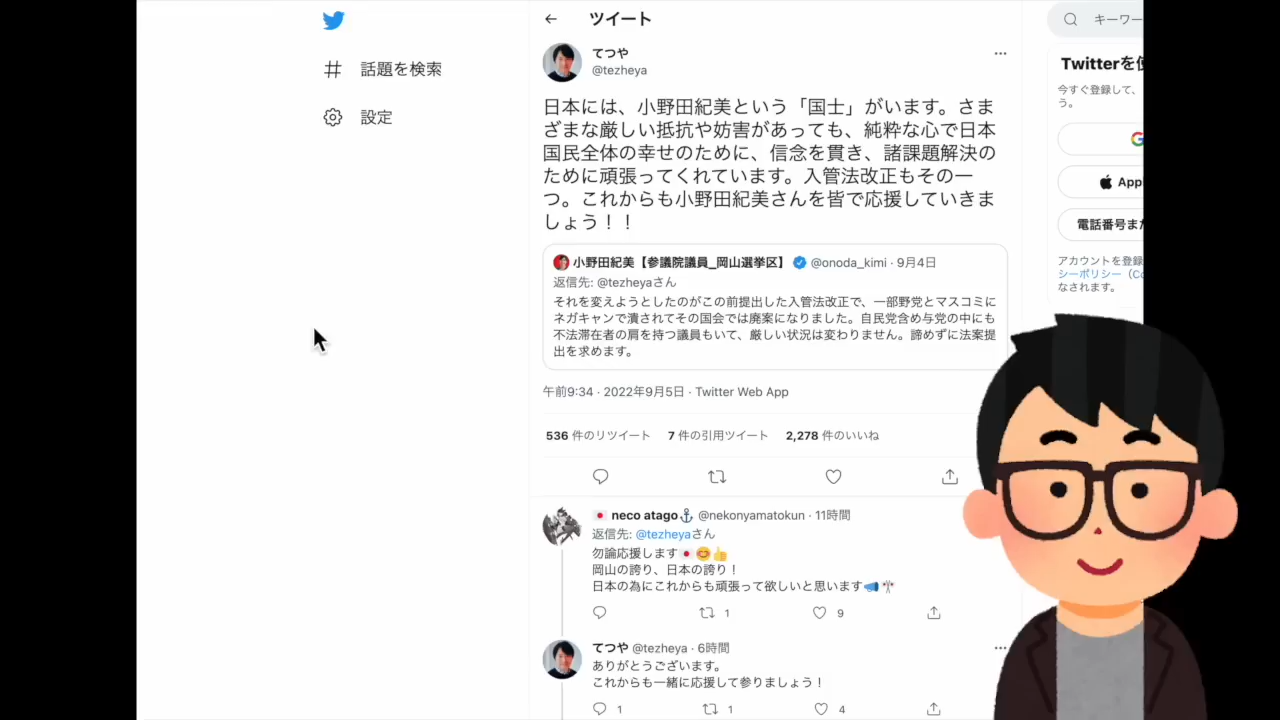 ツイート
キーワー
話題を検索
設定
てつや
@tezheya
日本には、小野田紀美という「国士」がいます。さま
ざまな厳しい抵抗や妨害があっても、純粋な心で日本
国民全体の幸せのために、信念を貫き、諸課題解決の
ために頑張ってくれています。入管法改正もその一
つ。これからも小野田紀美さんを皆で応援していきま
しょう！！
小野田紀美【参議院議員_岡山選挙区】 @onoda_kimi · 9月4日
返信先: @tezheyaさん
それを変えようとしたのがこの前提出した入管法改正で、一部野党とマスコミに
ネガキャンで潰されてその国会では廃案になりました。自民党含め与党の中にも
不法滞在者の肩を持つ議員もいて、厳しい状況は変わりません。諦めずに法案提
出を求めます。
午前9:34 · 2022年9月5日 · Twitter Web App
536 件のリツイート 7 件の引用ツイート 2,278 件のいいね
neco atago⚓ @nekonyamatokun · 11時間
返信先: @tezheyaさん
勿論応援します🇯🇵😊👍
岡山の誇り、日本の誇り！
日本の為にこれからも頑張って欲しいと思います📣🎌
1 9
てつや @tezheya · 6時間
ありがとうございます。
これからも一緒に応援して参りましょう！
1 1 4
Twitterを使
今すぐ登録して、
う。
G
App
電話番号また
アカウントを登録
シーポリシー（Co
なされます。